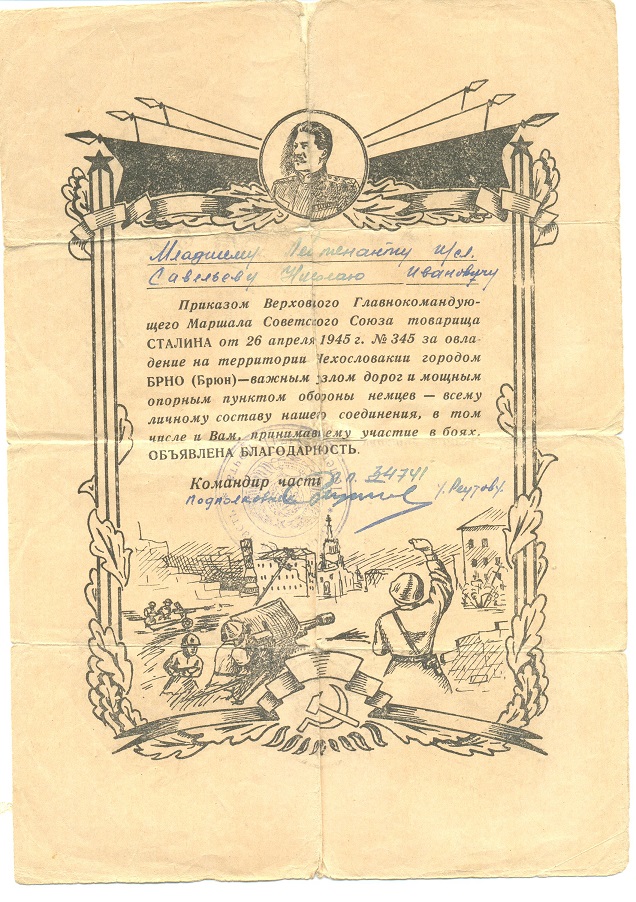 Младшему Лейтенанту и/сл.
Савельеву Николаю Ивановичу
Приказом Верховного Главнокомандую-
щего Маршала Советского Союза товарища
СТАЛИНА от 26 апреля 1945 г. № 345 за овла-
дение на территории Чехословакии городом
БРНО (Брюн)—важным узлом дорог и мощным
опорным пунктом обороны немцев — всему
личному составу нашего соединения, в том
числе и Вам, принимавшему участие в боях,
ОБЪЯВЛЕНА БЛАГОДАРНОСТЬ.
Командир части п.п. 34741
подполковник /Реутов/.